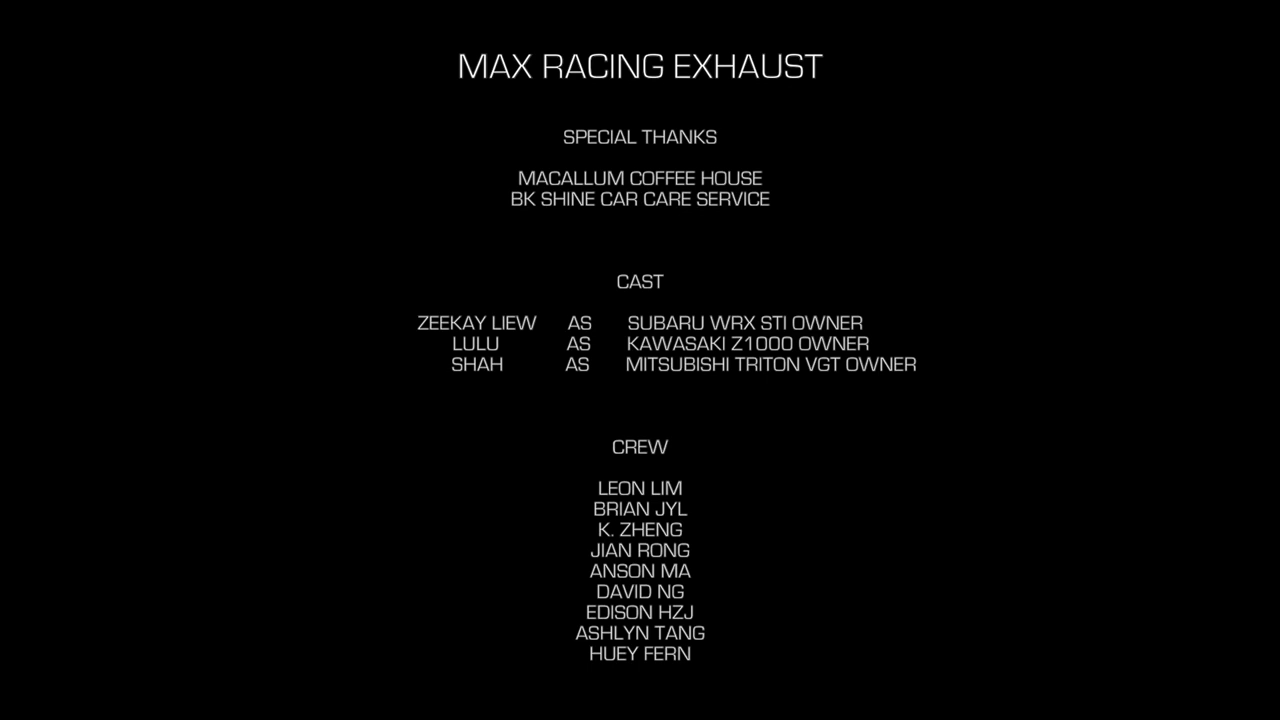 MAX RACING EXHAUST
SPECIAL THANKS
MACALLUM COFFEE HOUSE
BK SHINE CAR CARE SERVICE
CAST
ZEEKAY LIEW AS SUBARU WRX STI OWNER
LULU AS KAWASAKI Z1000 OWNER
SHAH AS MITSUBISHI TRITON VGT OWNER
CREW
LEON LIM
BRIAN JYL
K. ZHENG
JIAN RONG
ANSON MA
DAVID NG
EDISON HZJ
ASHLYN TANG
HUEY FERN